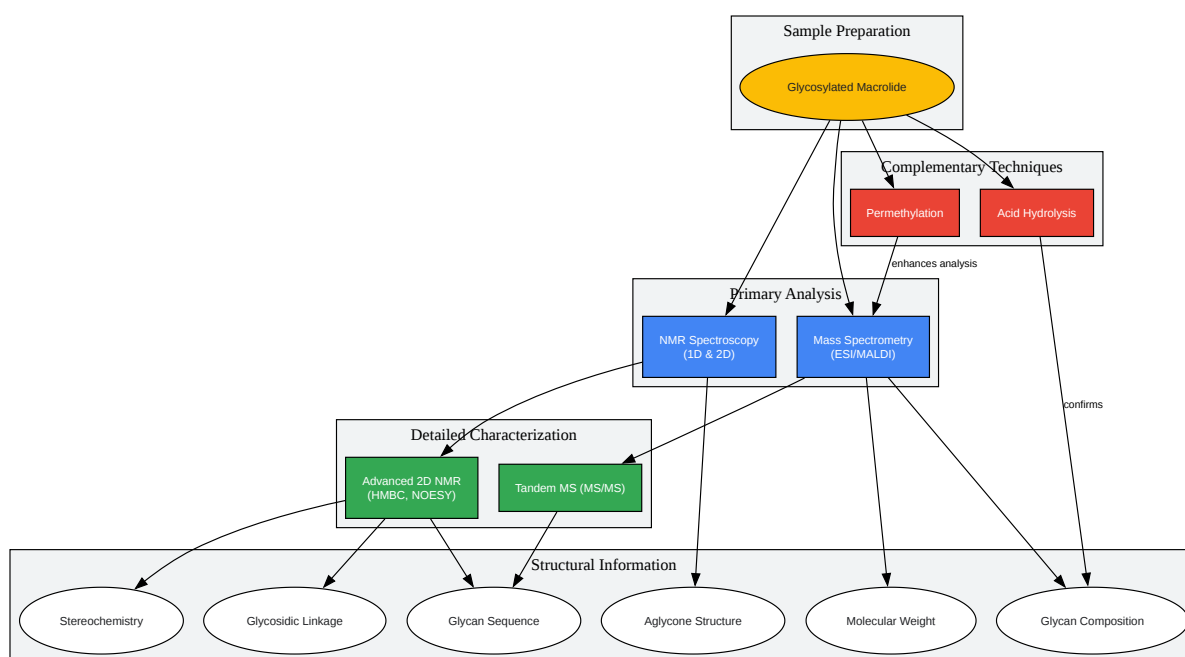 Sample Preparation
Glycosylated Macrolide
Complementary Techniques
Permethylation
Acid Hydrolysis
enhances analysis
Primary Analysis
NMR Spectroscopy
(1D & 2D)
Mass Spectrometry
(ESI/MALDI)
confirms
Detailed Characterization
Advanced 2D NMR
(HMBC, NOESY)
Tandem MS (MS/MS)
Structural Information
Stereochemistry
Glycosidic Linkage
Glycan Sequence
Aglycone Structure
Molecular Weight
Glycan Composition